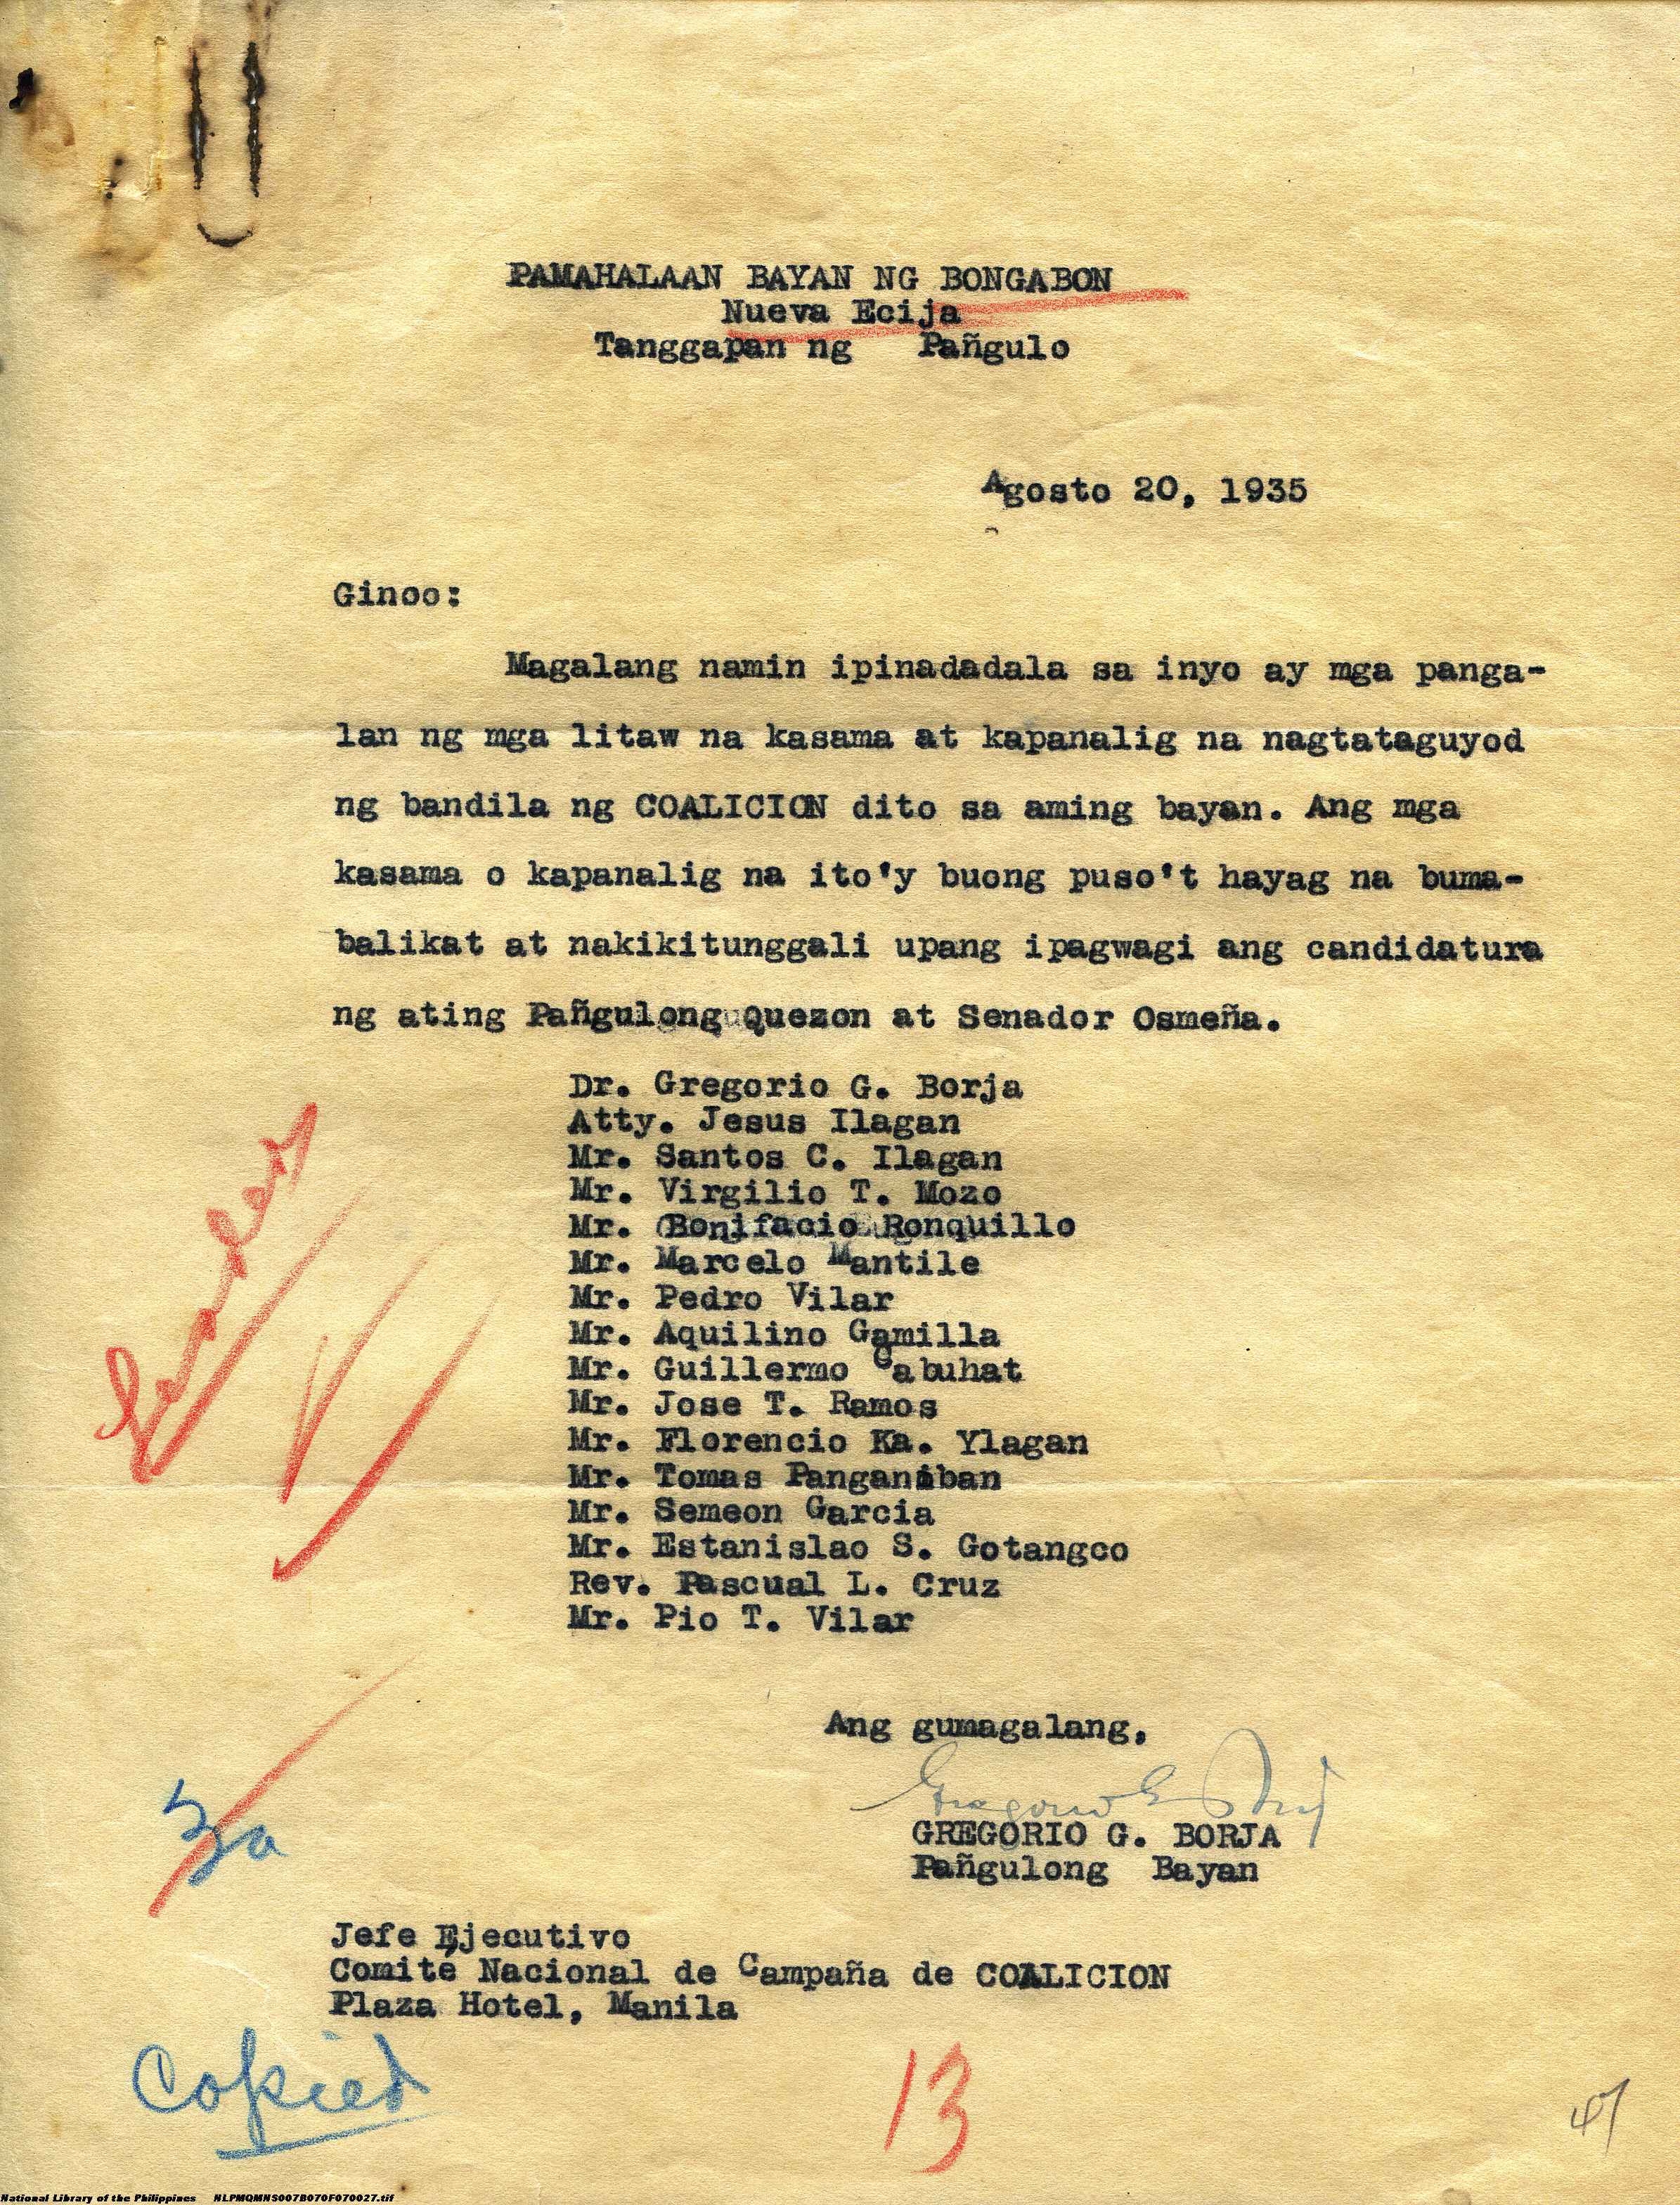 PAMAHALAAN BAYAN NG BONGABON
Nueva Ecija
Tanggapan ng Pañgulo
Agosto 20, 1935
Ginoo:
Magalang namin ipinadadala sa inyo ay mga panga-
lan ng mga litaw na kasama at kapanalig na nagtataguyod
ng bandila ng COALICION dito sa aming bayan. Ang mga
kasama o kapanalig na ito'y buong puso't hayag na buma-
balikat at nakikitunggali upang ipagwagi ang candidatura
ng ating Pañgulong Quezon at Senador Osmeña.
Dr. Gregorio G. Borja
Atty. Jesus Ilagan
Mr. Santos C. Ilagan
Mr. Virgilio T. Mozo
Mr. Bonifacio Ronquillo
Mr. Marcelo Mantile
Mr. Pedro Vilar
Mr. Aquilino Gamilla
Mr. Guillermo Cabuhat
Mr. Jose T. Ramos
Mr. Florencio Ka. Ylagan
Mr. Tomas Panganiban
Mr. Semeon Garcia
Mr. Estanislao S. Gotangco
Rev. Pascual L. Cruz
Mr. Pio T. Vilar
Ang gumagalang,
GREGORIO G. BORJA
Pañgulong Bayan
Jefe Ejecutivo
Comité Nacional de Campaña de COALICION
Plaza Hotel, Manila
Copied
13
47
National Library of the Philippines NLPMQMNS007B070F070027.tif